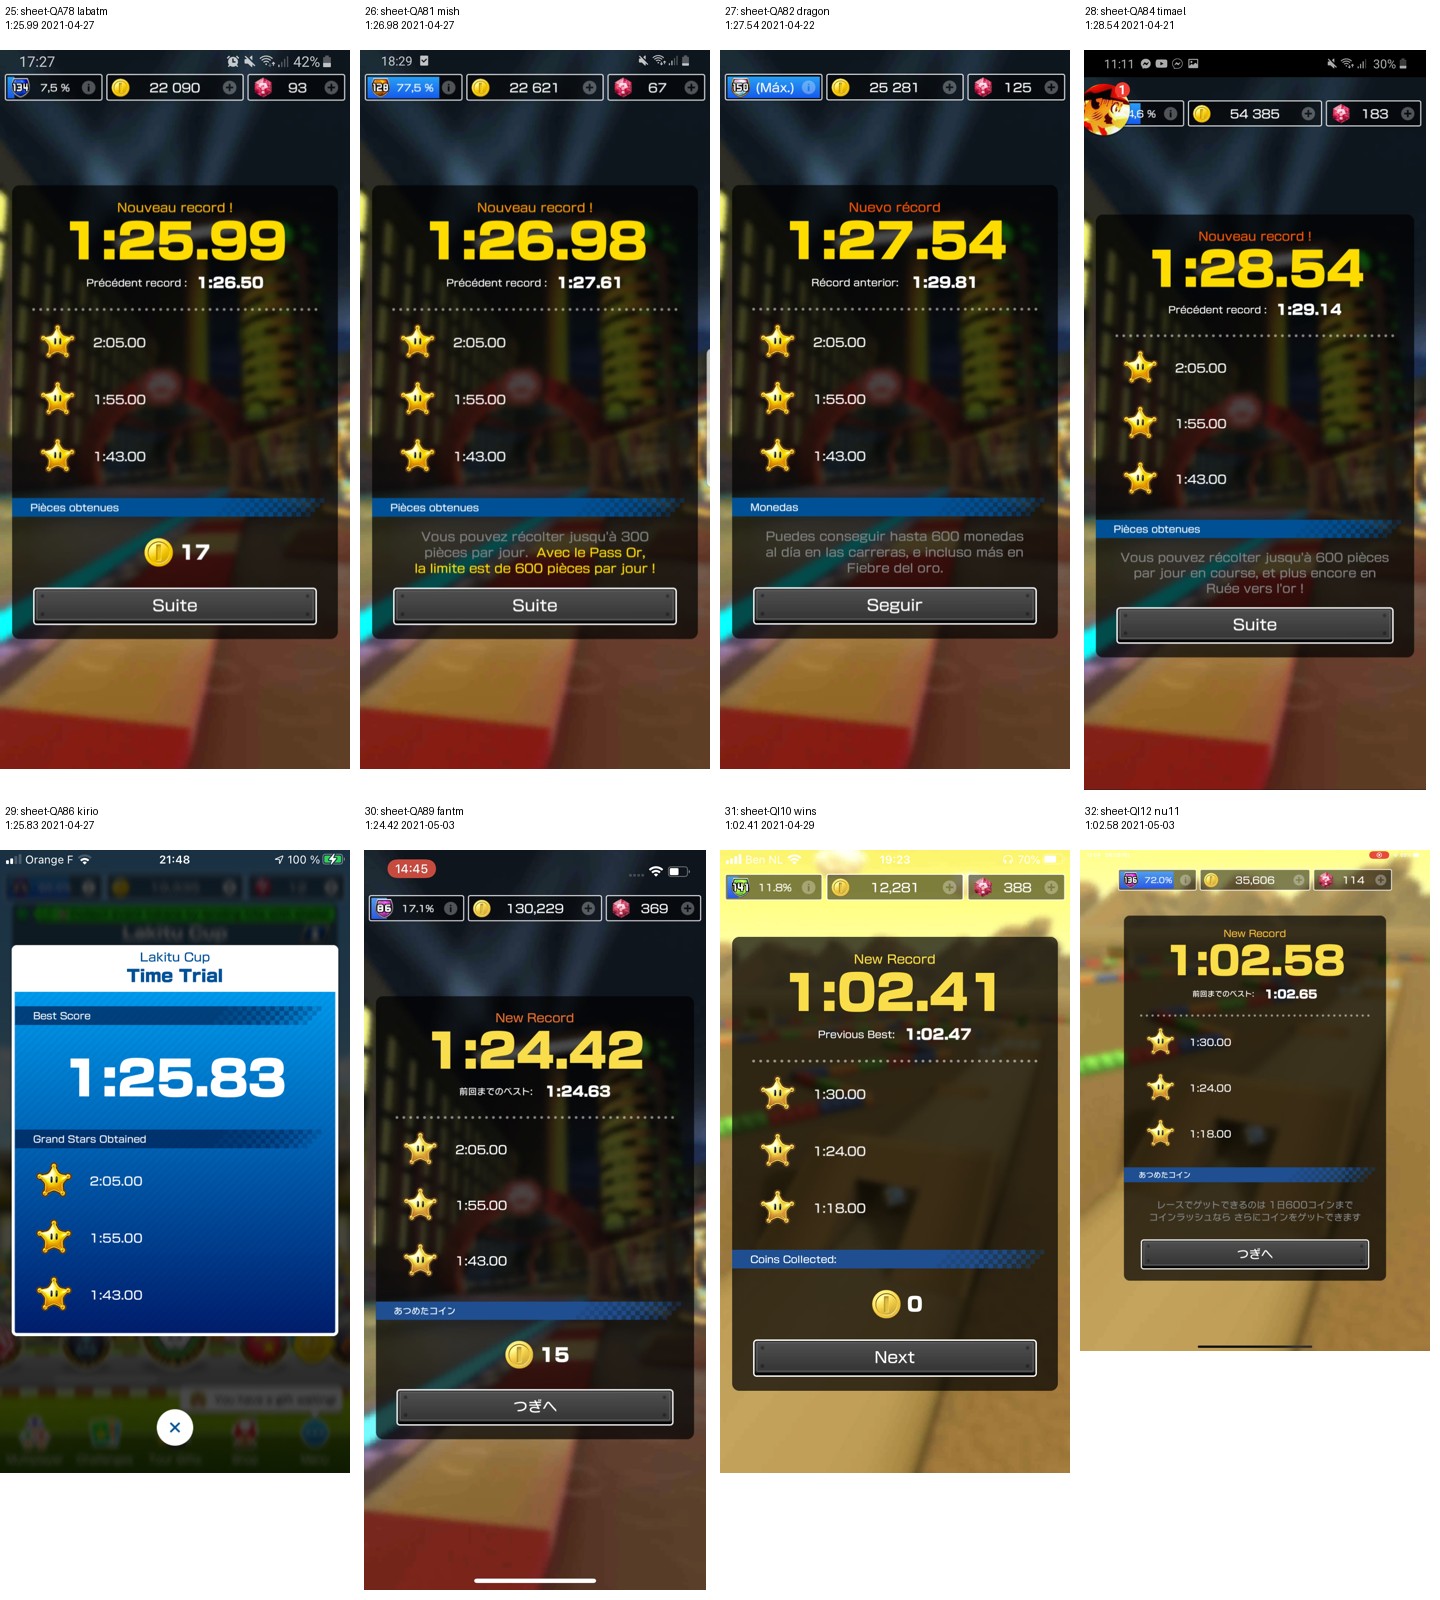 25: sheet-QA78 labatm
1:25.99 2021-04-27
17:27
42%
134
7,5 %
22 090
93
Nouveau record !
1:25.99
Précédent record : 1:26.50
2:05.00
1:55.00
1:43.00
Pièces obtenues
17
Suite
26: sheet-QA81 mish
1:26.98 2021-04-27
18:29
128
77,5 %
22 621
67
Nouveau record !
1:26.98
Précédent record : 1:27.61
2:05.00
1:55.00
1:43.00
Pièces obtenues
Vous pouvez récolter jusqu'à 300
pièces par jour. Avec le Pass Or,
la limite est de 600 pièces par jour !
Suite
27: sheet-QA82 dragon
1:27.54 2021-04-22
150
(Máx.)
25 281
125
Nuevo récord
1:27.54
Récord anterior: 1:29.81
2:05.00
1:55.00
1:43.00
Monedas
Puedes conseguir hasta 600 monedas
al día en las carreras, e incluso más en
Fiebre del oro.
Seguir
28: sheet-QA84 timael
1:28.54 2021-04-21
11:11
30%
1
4,6 %
54 385
183
Nouveau record !
1:28.54
Précédent record : 1:29.14
2:05.00
1:55.00
1:43.00
Pièces obtenues
Vous pouvez récolter jusqu'à 600 pièces
par jour en course, et plus encore en
Ruée vers l'or !
Suite
29: sheet-QA86 kirio
1:25.83 2021-04-27
Orange F
21:48
100 %
Lakitu Cup
Lakitu Cup
Time Trial
Best Score
1:25.83
Grand Stars Obtained
2:05.00
1:55.00
1:43.00
You have a gift waiting!
30: sheet-QA89 fantm
1:24.42 2021-05-03
14:45
86
17.1%
130,229
369
New Record
1:24.42
前回までのベスト: 1:24.63
2:05.00
1:55.00
1:43.00
あつめたコイン
15
つぎへ
31: sheet-QI10 wins
1:02.41 2021-04-29
Ben NL
19:23
70%
141
11.8%
12,281
388
New Record
1:02.41
Previous Best: 1:02.47
1:30.00
1:24.00
1:18.00
Coins Collected:
0
Next
32: sheet-QI12 nu11
1:02.58 2021-05-03
136
72.0%
35,606
114
New Record
1:02.58
前回までのベスト: 1:02.65
1:30.00
1:24.00
1:18.00
あつめたコイン
レースでゲットできるのは 1日600コインまで
コインラッシュなら さらにコインをゲットできます
つぎへ